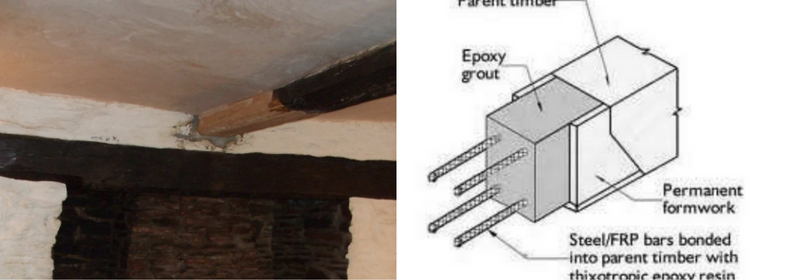 Parent timber
Epoxy
grout
Permanent
formwork
Steel/FRP bars bonded
into parent timber with
thixotropic epoxy resin